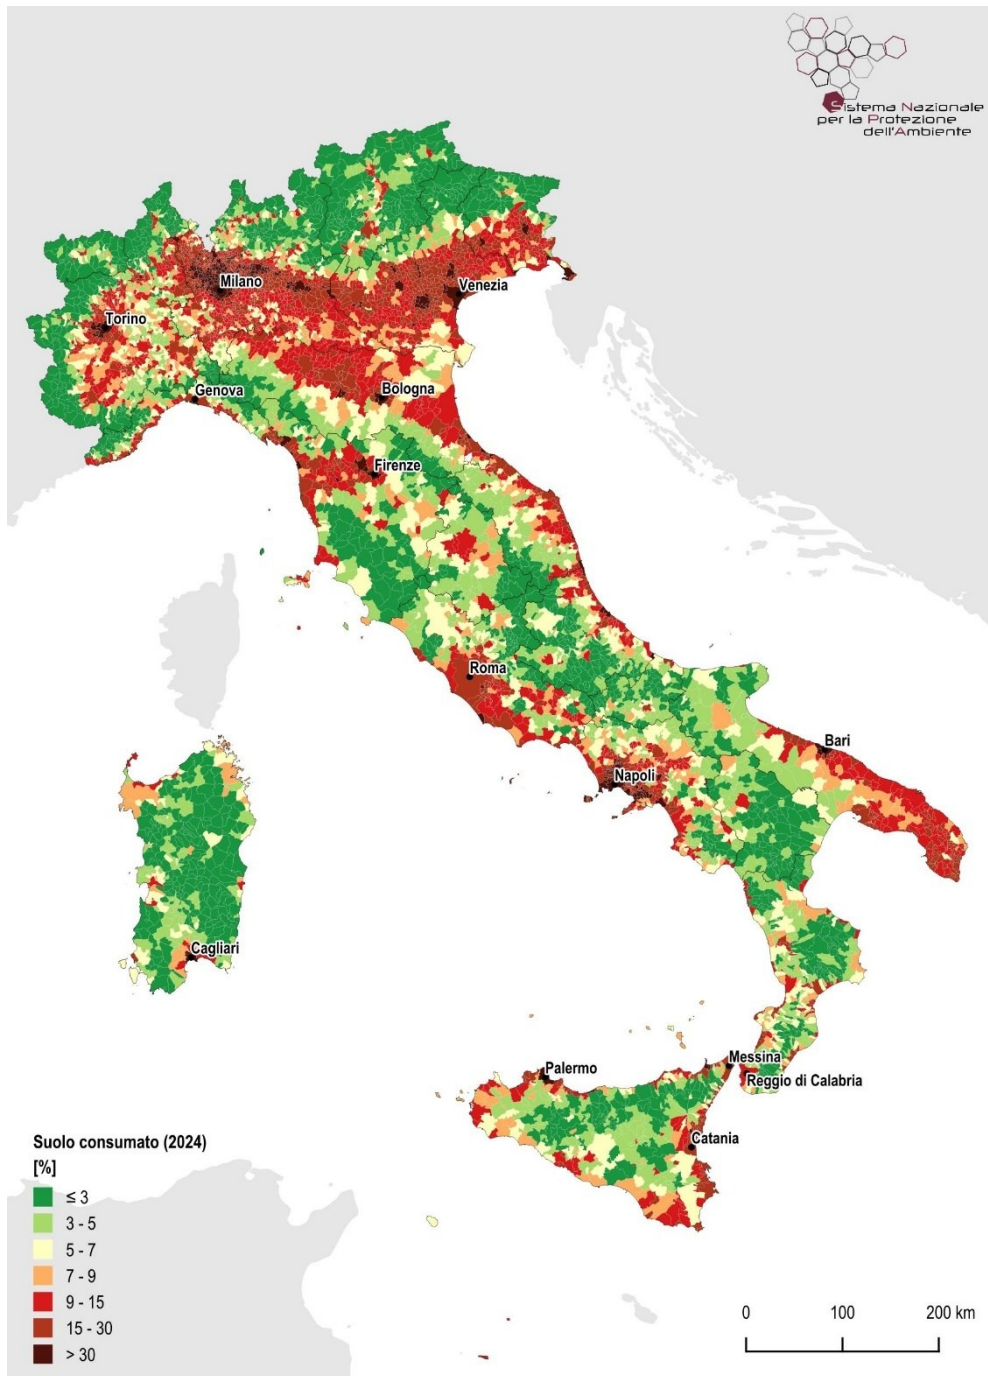 Sistema Nazionale
per la Protezione
dell'Ambiente
Milano
Venezia
Torino
Genova
Bologna
Firenze
Roma
Bari
Napoli
Cagliari
Messina
Palermo
Reggio di Calabria
Catania
Suolo consumato (2024)
[%]
≤ 3
3 - 5
5 - 7
7 - 9
9 - 15
15 - 30
> 30
0 100 200 km